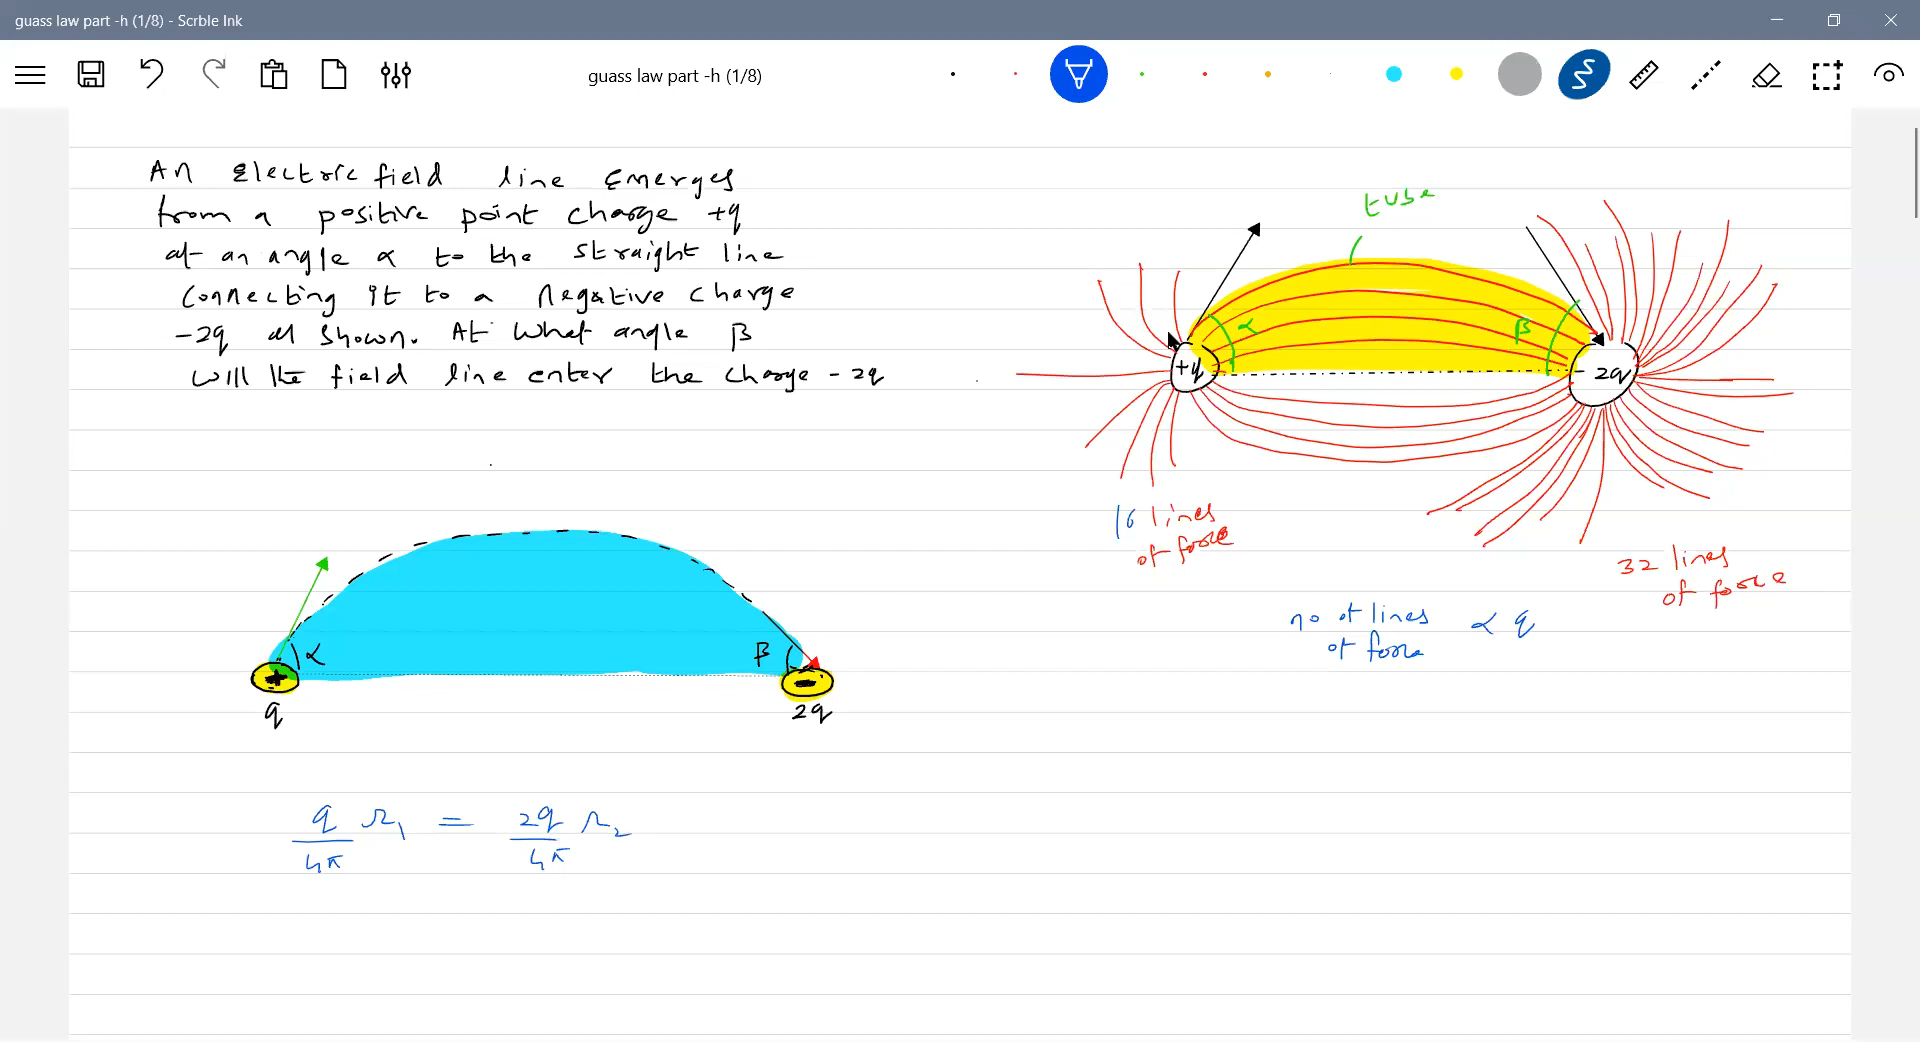 guass law part -h (1/8) - Scrble Ink
guass law part -h (1/8)
An Electric field line Emerges
from a positive point charge +q
at an angle α to the straight line
connecting it to a Negative charge
-2q as shown. At what angle β
will the field line enter the charge -2q
tube
α
β
+q
- 2q
16 lines
of force
32 lines
of force
no of lines
of force ∝ q
α
β
+
-
q
2q
q/4π Ω₁ = 2q/4π Ω₂